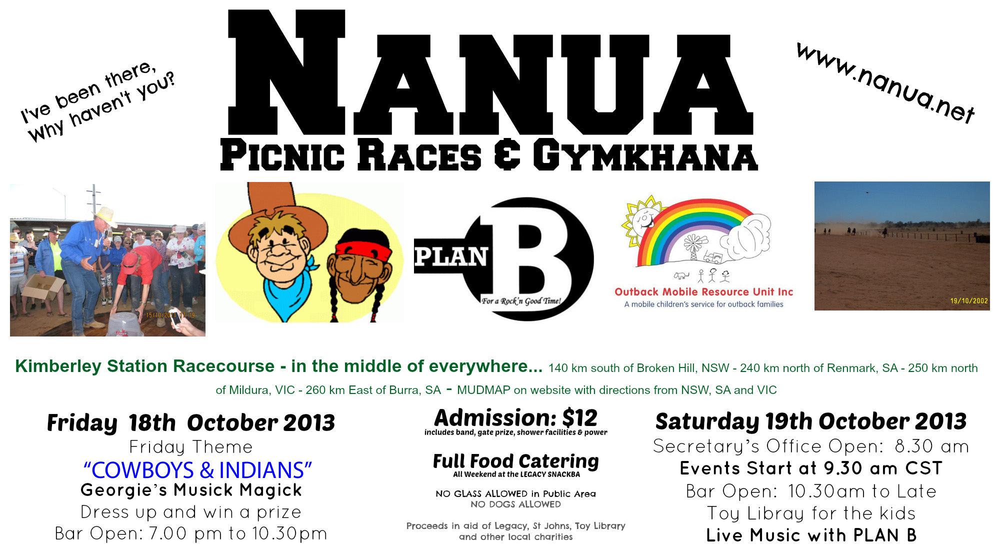 I've been there,
Why haven't you?
NANUA
PICNIC RACES & GYMKHANA
www.nanua.net
15/10/2011 17:19
PLAN B
For a Rock'n Good Time!
Outback Mobile Resource Unit Inc
A mobile children's service for outback families
19/10/2002
Kimberley Station Racecourse - in the middle of everywhere... 140 km south of Broken Hill, NSW - 240 km north of Renmark, SA - 250 km north
of Mildura, VIC - 260 km East of Burra, SA - MUDMAP on website with directions from NSW, SA and VIC
Friday 18th October 2013
Friday Theme
“COWBOYS & INDIANS”
Georgie’s Musick Magick
Dress up and win a prize
Bar Open: 7.00 pm to 10.30pm
Admission: $12
includes band, gate prize, shower facilities & power
Full Food Catering
All Weekend at the LEGACY SNACKBA
NO GLASS ALLOWED in Public Area
NO DOGS ALLOWED
Proceeds in aid of Legacy, St Johns, Toy Library
and other local charities
Saturday 19th October 2013
Secretary’s Office Open: 8.30 am
Events Start at 9.30 am CST
Bar Open: 10.30am to Late
Toy Libray for the kids
Live Music with PLAN B